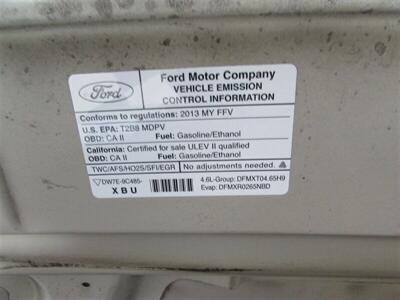 Ford
Ford Motor Company
VEHICLE EMISSION
CONTROL INFORMATION
Conforms to regulations: 2013 MY FFV
U.S. EPA: T2B8 MDPV
OBD: CA II Fuel: Gasoline/Ethanol
California: Certified for sale ULEV II qualified
OBD: CA II Fuel: Gasoline/Ethanol
TWC/AFS/HO2S/SFI/EGR No adjustments needed.
DW7E-9C485-
XBU
4.6L-Group: DFMXT04.65H9
Evap: DFMXR0265NBD